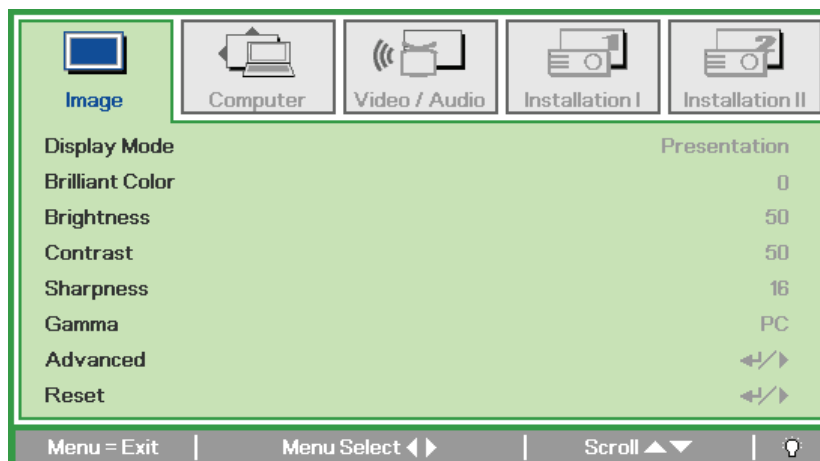 Image
Computer
Video / Audio
Installation I
Installation II
Display Mode Presentation
Brilliant Color 0
Brightness 50
Contrast 50
Sharpness 16
Gamma PC
Advanced
Reset
Menu = Exit Menu Select Scroll